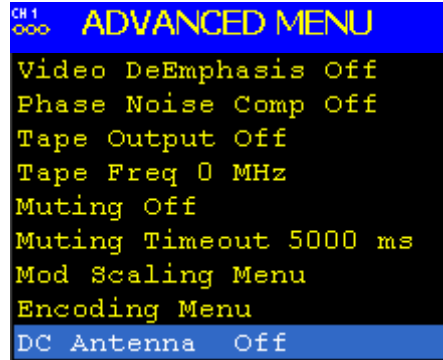 CH 1
000 ADVANCED MENU
Video DeEmphasis Off
Phase Noise Comp Off
Tape Output Off
Tape Freq 0 MHz
Muting Off
Muting Timeout 5000 ms
Mod Scaling Menu
Encoding Menu
DC Antenna Off